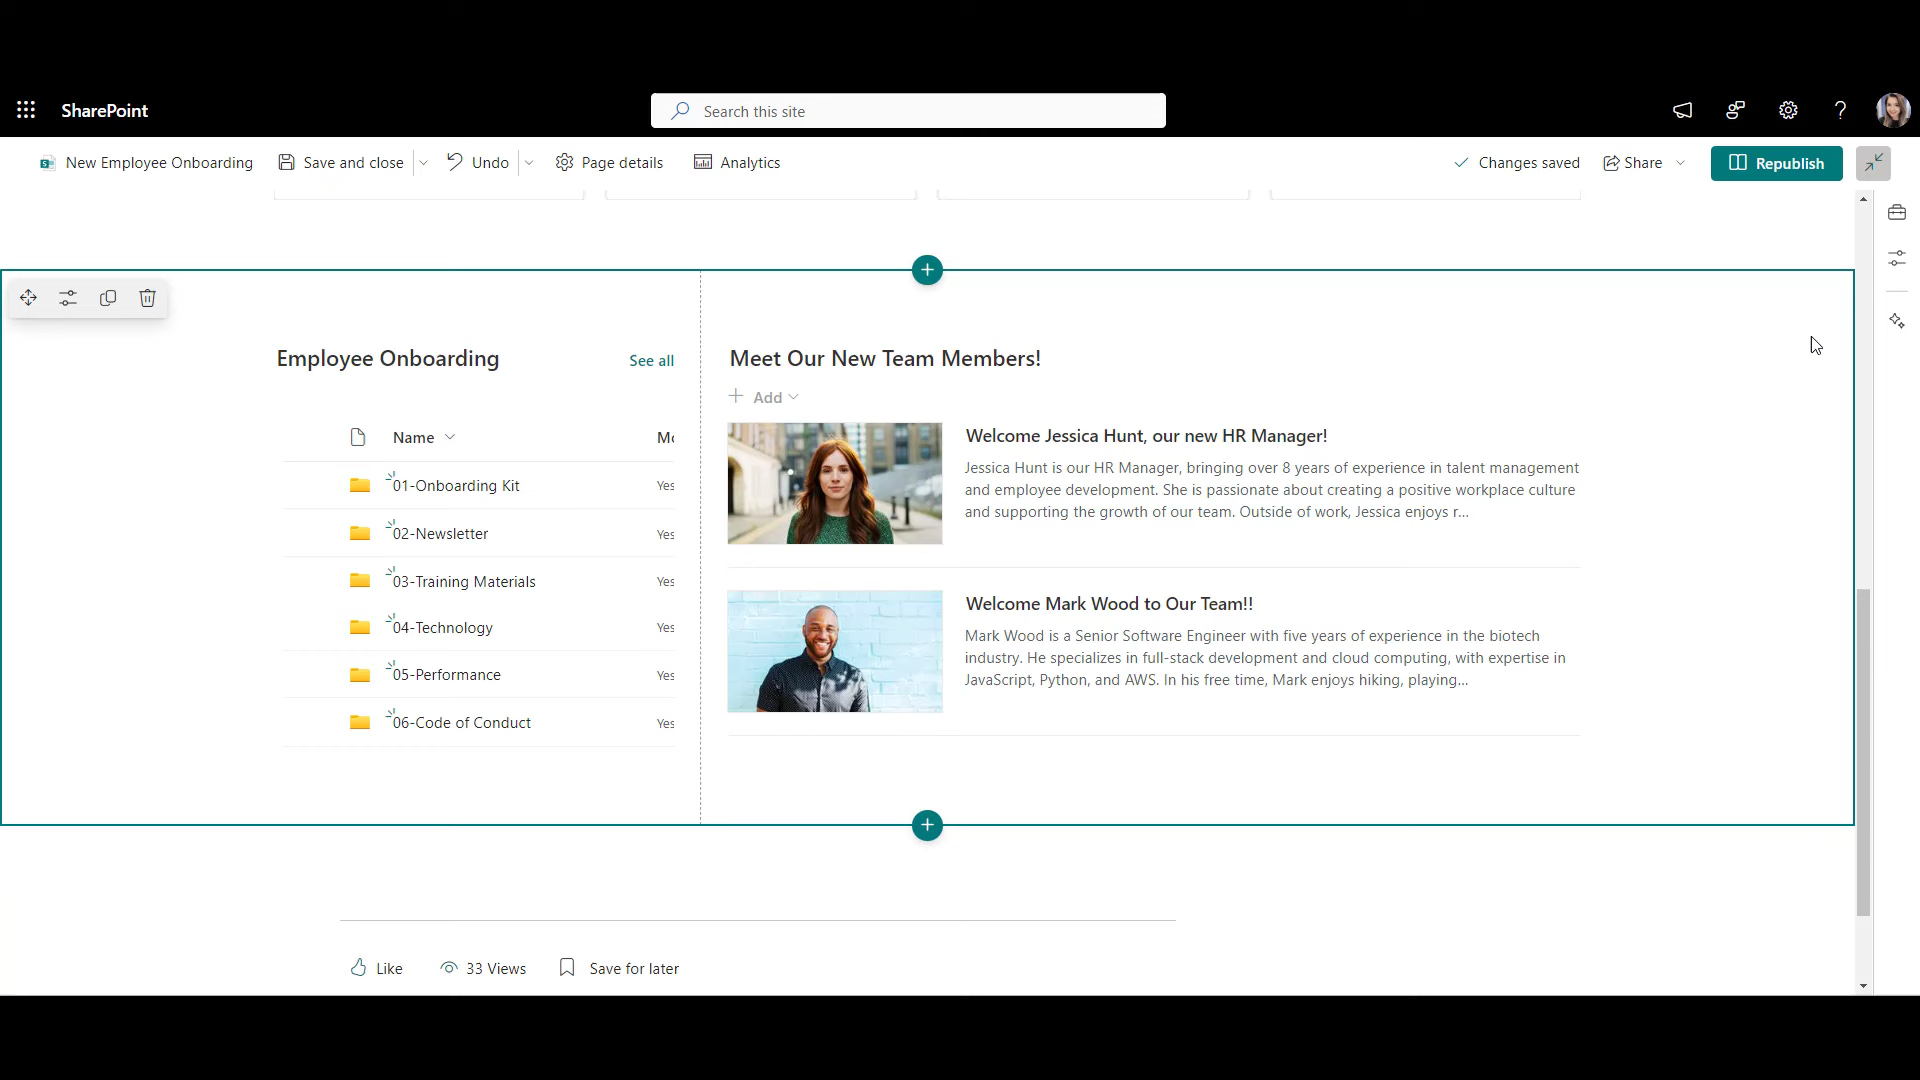 SharePoint
Search this site
New Employee Onboarding
Save and close
Undo
Page details
Analytics
Changes saved
Share
Republish
Employee Onboarding
See all
Name
Mo
01-Onboarding Kit
Yes
02-Newsletter
Yes
03-Training Materials
Yes
04-Technology
Yes
05-Performance
Yes
06-Code of Conduct
Yes
Meet Our New Team Members!
Add
Welcome Jessica Hunt, our new HR Manager!
Jessica Hunt is our HR Manager, bringing over 8 years of experience in talent management
and employee development. She is passionate about creating a positive workplace culture
and supporting the growth of our team. Outside of work, Jessica enjoys r...
Welcome Mark Wood to Our Team!!
Mark Wood is a Senior Software Engineer with five years of experience in the biotech
industry. He specializes in full-stack development and cloud computing, with expertise in
JavaScript, Python, and AWS. In his free time, Mark enjoys hiking, playing...
Like
33 Views
Save for later